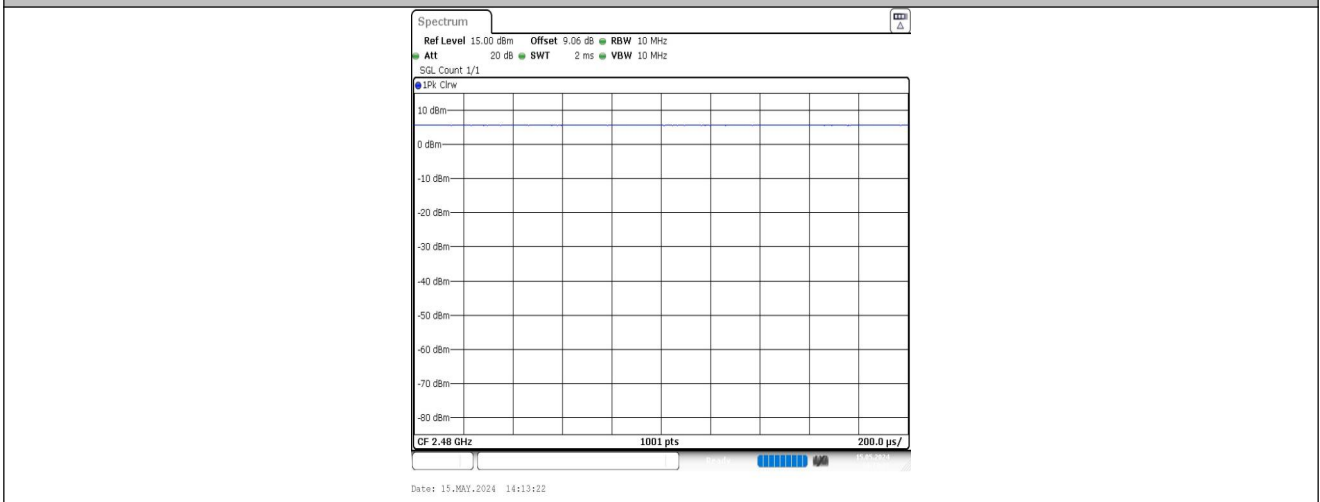 Spectrum
Ref Level 15.00 dBm Offset 9.06 dB RBW 10 MHz
Att 20 dB SWT 2 ms VBW 10 MHz
SGL Count 1/1
1Pk Clrw
10 dBm
0 dBm
-10 dBm
-20 dBm
-30 dBm
-40 dBm
-50 dBm
-60 dBm
-70 dBm
-80 dBm
CF 2.48 GHz 1001 pts 200.0 µs/
Date: 15.MAY.2024 14:13:22